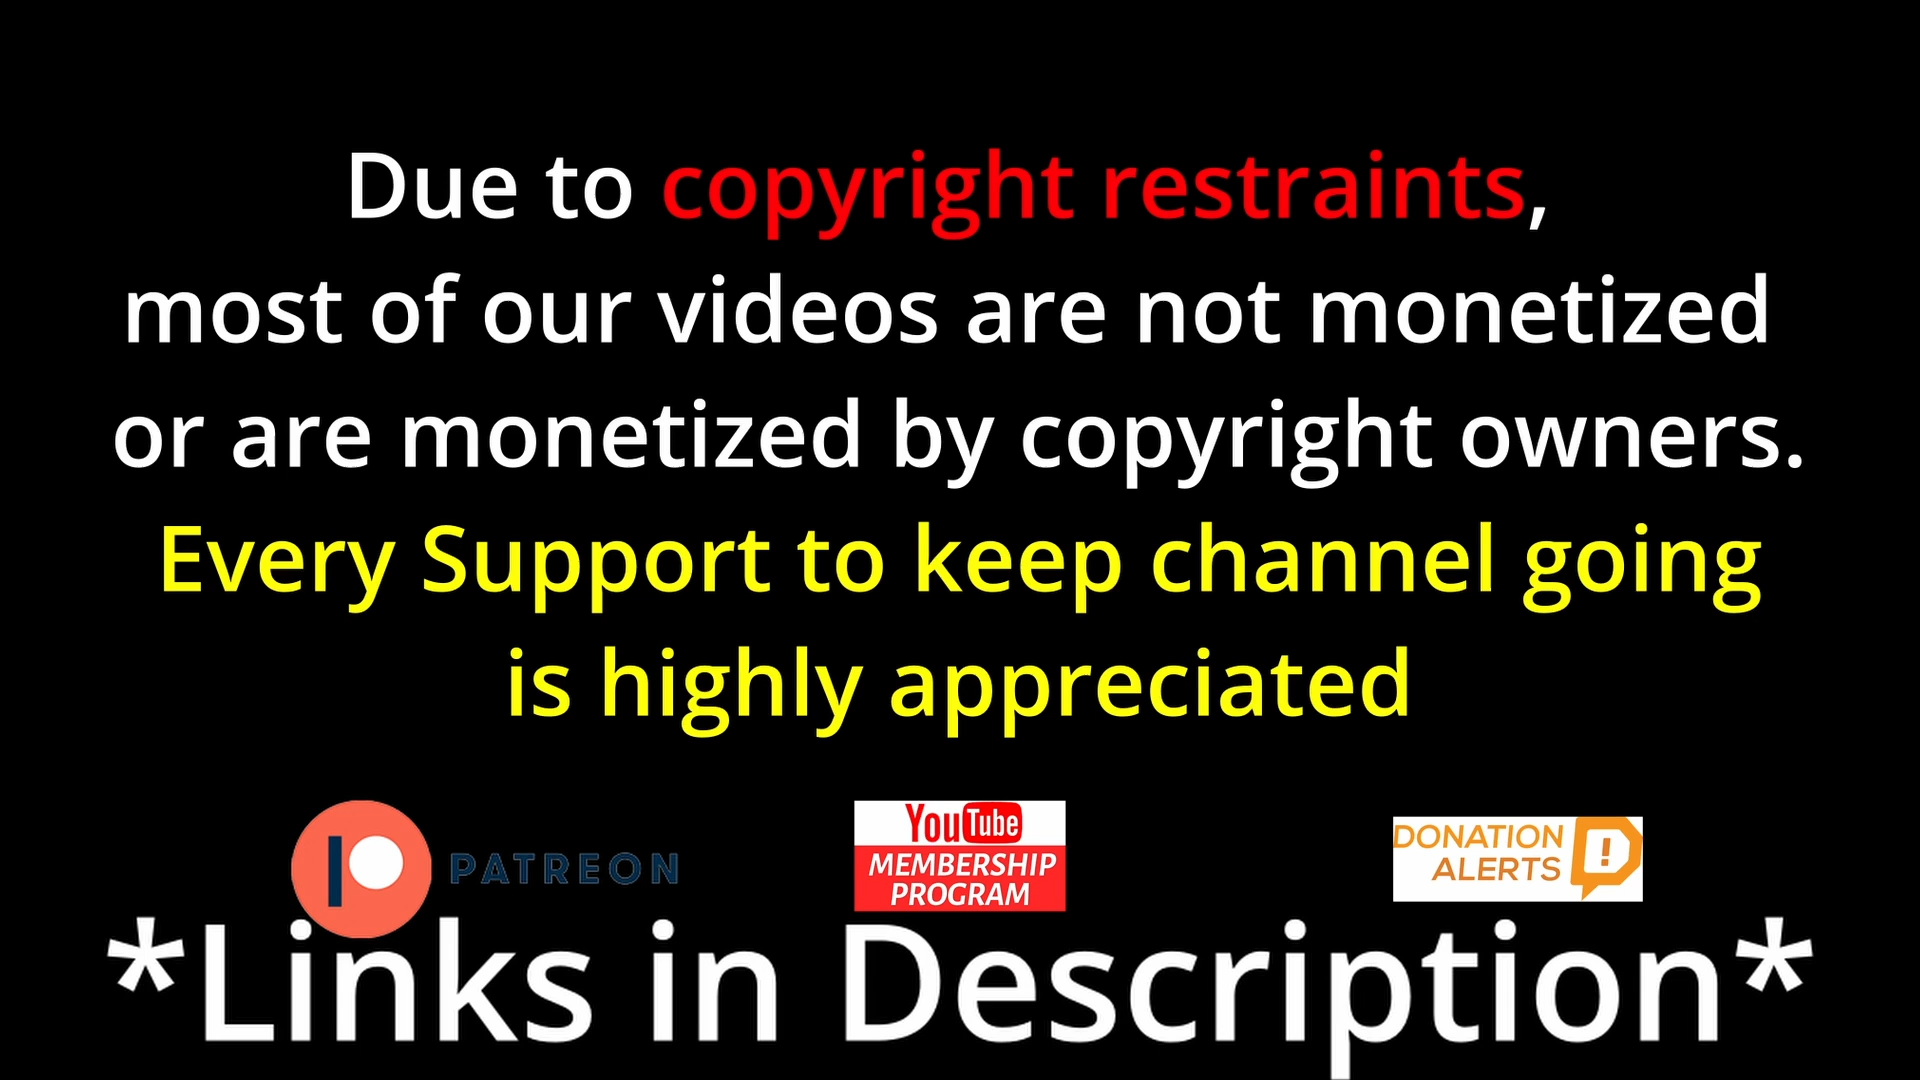 Due to copyright restraints,
most of our videos are not monetized
or are monetized by copyright owners.
Every Support to keep channel going
is highly appreciated
PATREON
YouTube
MEMBERSHIP
PROGRAM
DONATION
ALERTS
*Links in Description*